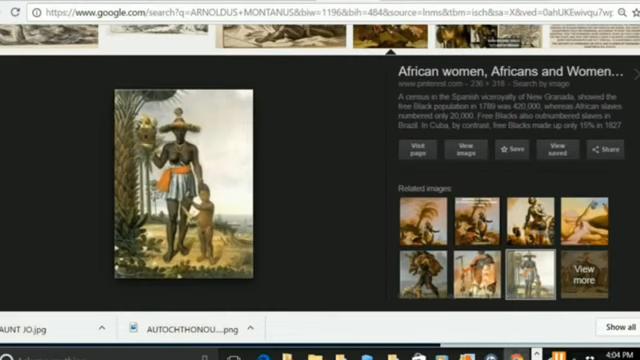 https://www.google.com/search?q=ARNOLDUS+MONTANUS&biw=1196&bih=484&source=lnms&tbm=isch&sa=X&ved=0ahUKEwivqu7wp
African women, Africans and Women...
www.pinterest.com - 236 × 318 - Search by image
A census in the Spanish viceroyalty of New Granada, showed the
free Black population in 1789 was 420,000, whereas African slaves
numbered only 20,000. Free Blacks also outnumbered slaves in
Brazil. In Cuba, by contrast, free Blacks made up only 15% in 1827
Visit page
View image
Save
View saved
Share
Related images:
View more
AUNT JO.jpg
AUTOCHTHONOU....png
Show all
4:04 PM